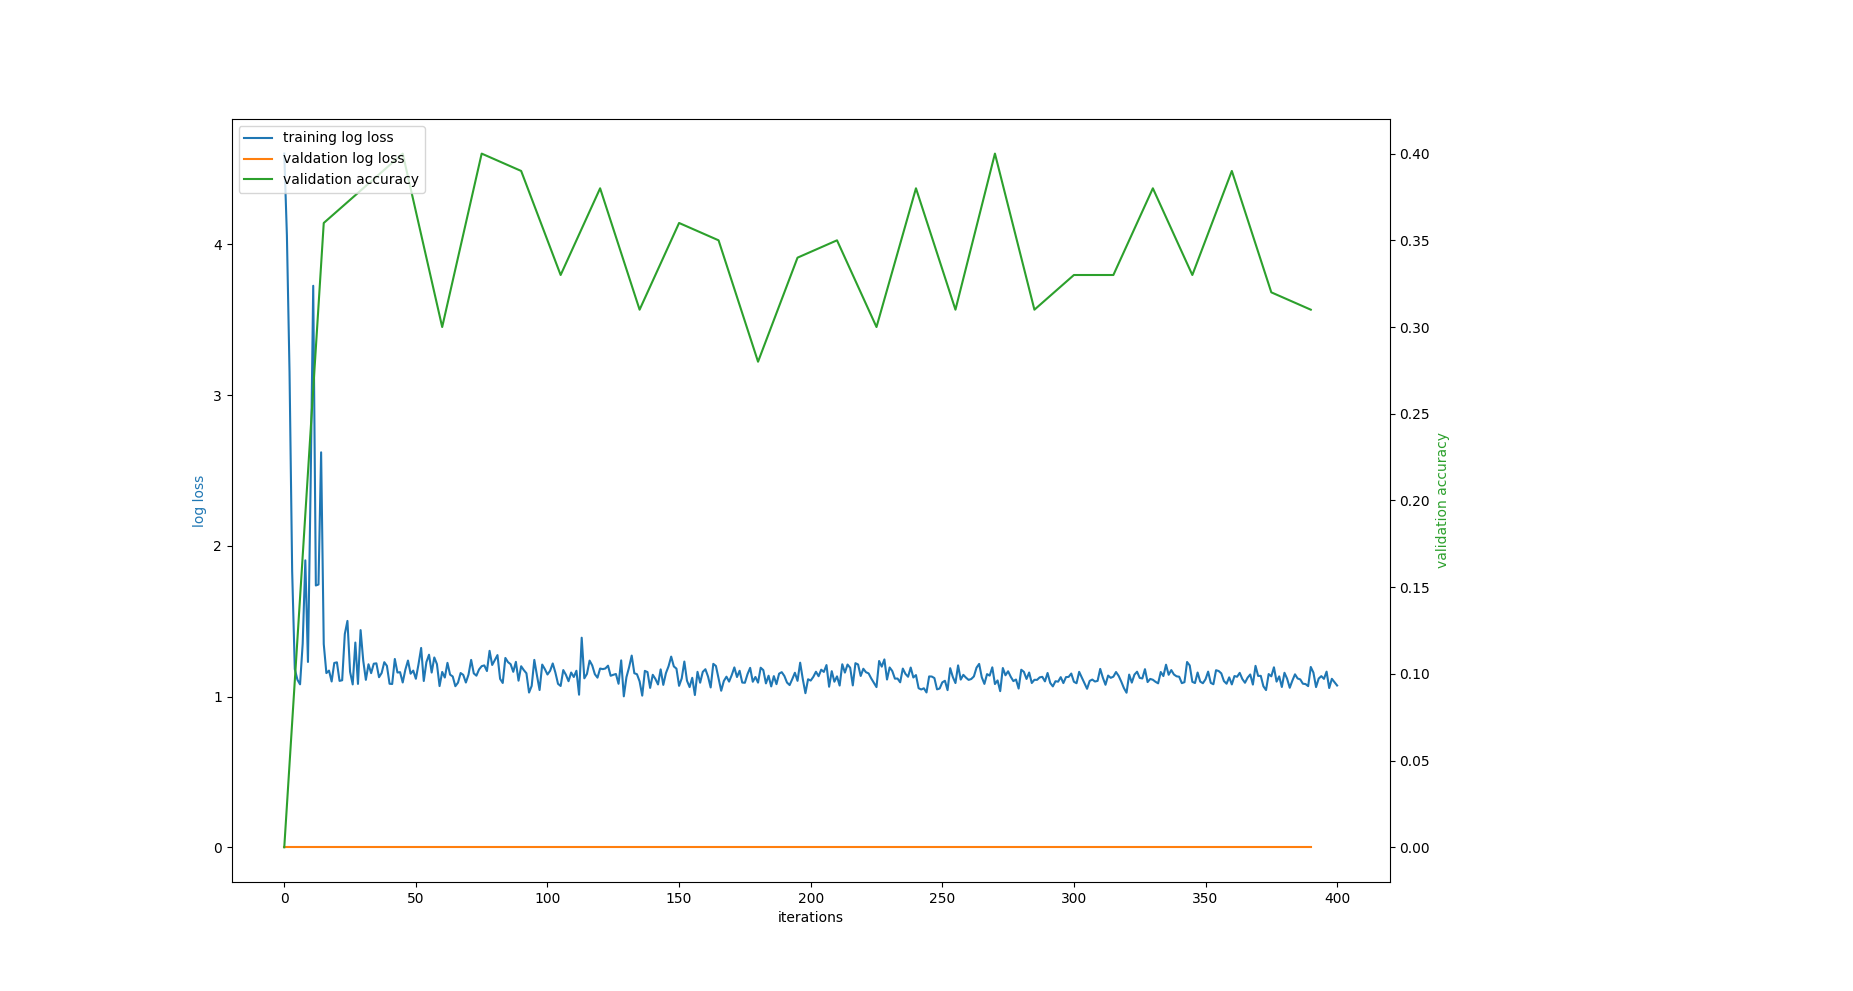 training log loss
valdation log loss
validation accuracy
log loss
4
3
2
1
0
0.40
0.35
0.30
0.25
0.20
0.15
0.10
0.05
0.00
validation accuracy
0 50 100 150 200 250 300 350 400
iterations